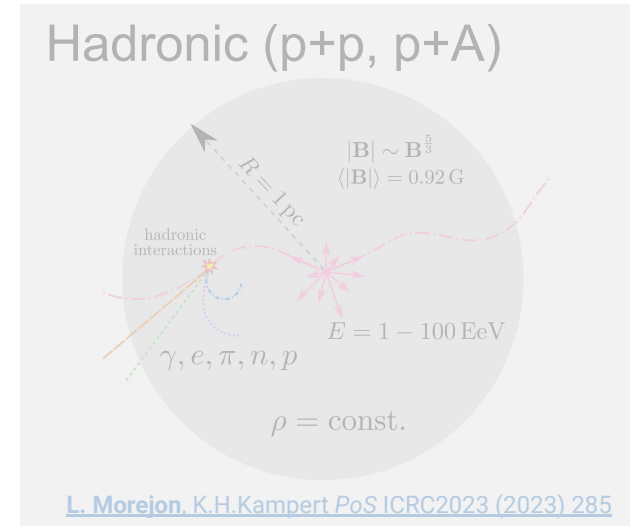 Hadronic (p+p, p+A)
|B| ∼ B^{5/3}
⟨|B|⟩ = 0.92 G
R = 1 pc
hadronic
interactions
E = 1 − 100 EeV
γ, e, π, n, p
ρ = const.
L. Morejon, K.H.Kampert PoS ICRC2023 (2023) 285